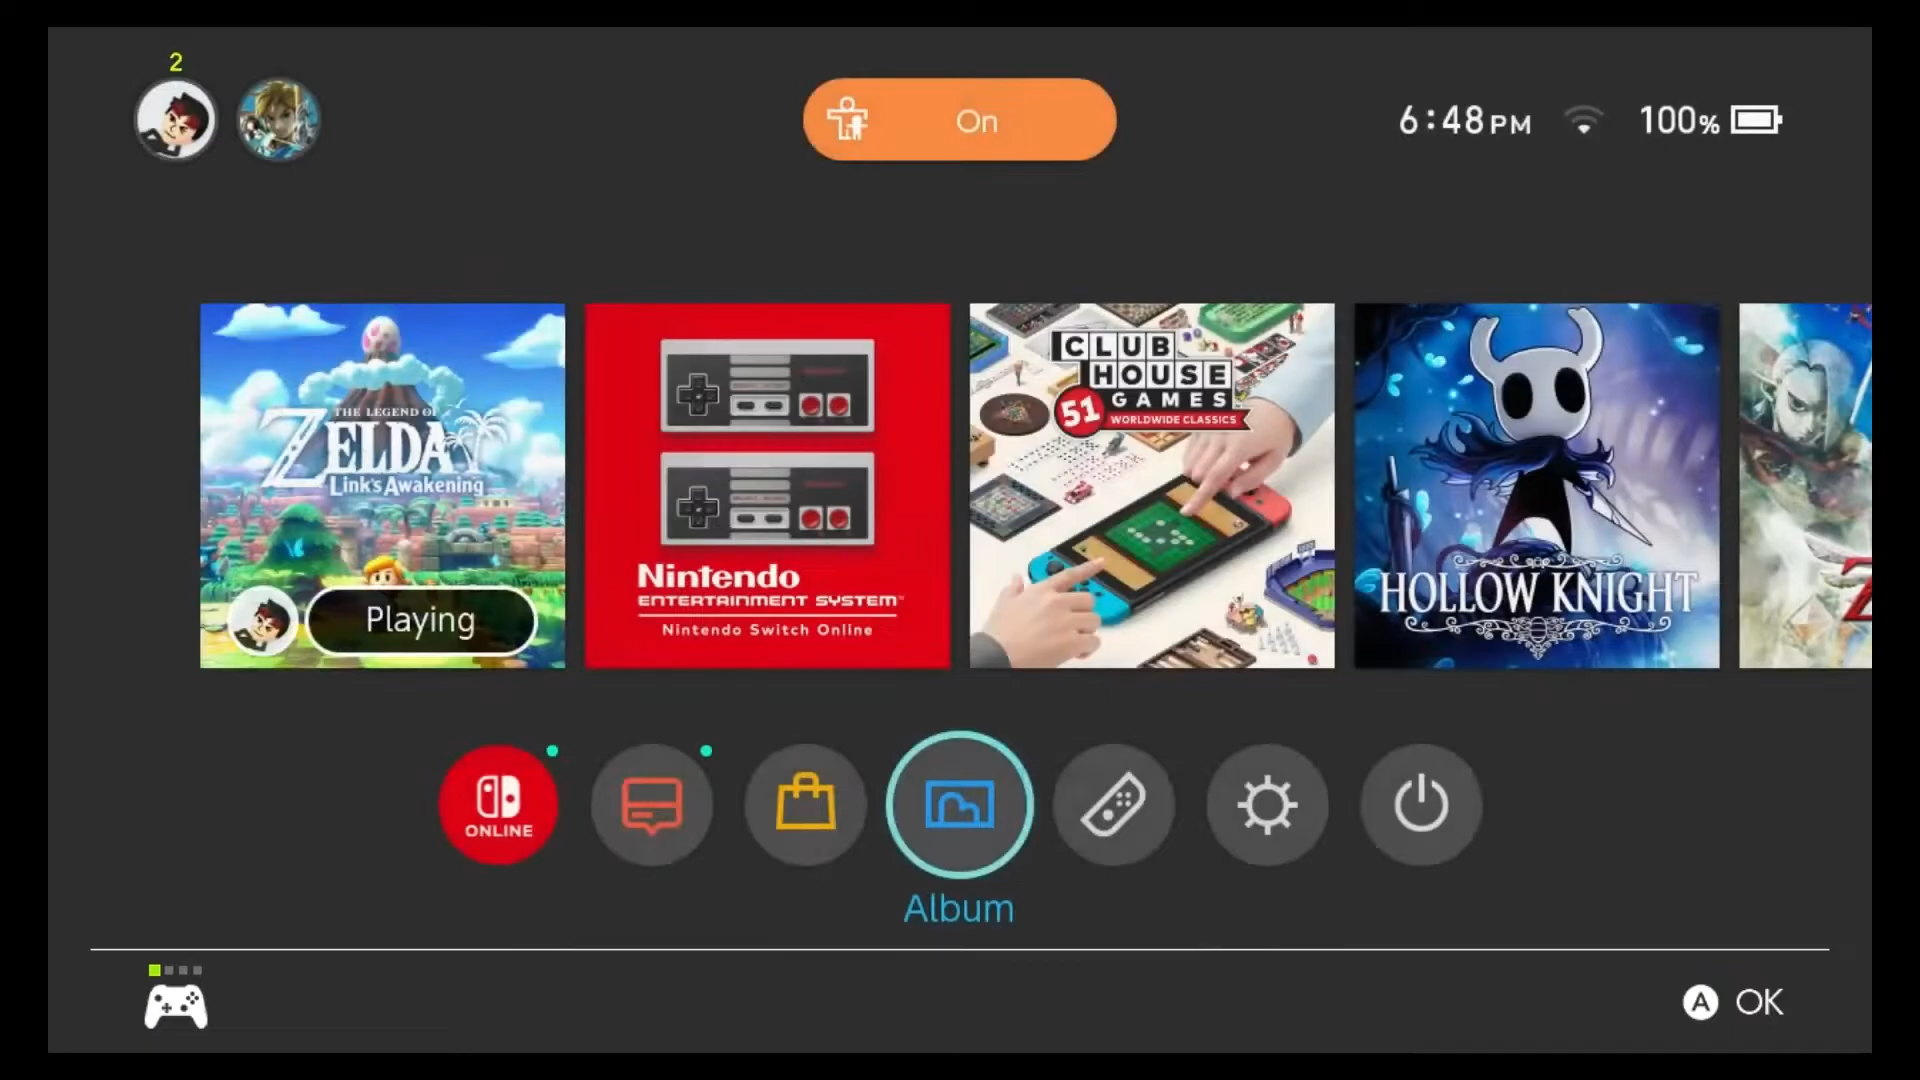 2
On
6:48 PM
100%
THE LEGEND OF
ZELDA
Link's Awakening
Playing
Nintendo
ENTERTAINMENT SYSTEM™
Nintendo Switch Online
CLUB
HOUSE
GAMES
51
WORLDWIDE CLASSICS
HOLLOW KNIGHT
Z
ONLINE
Album
A OK